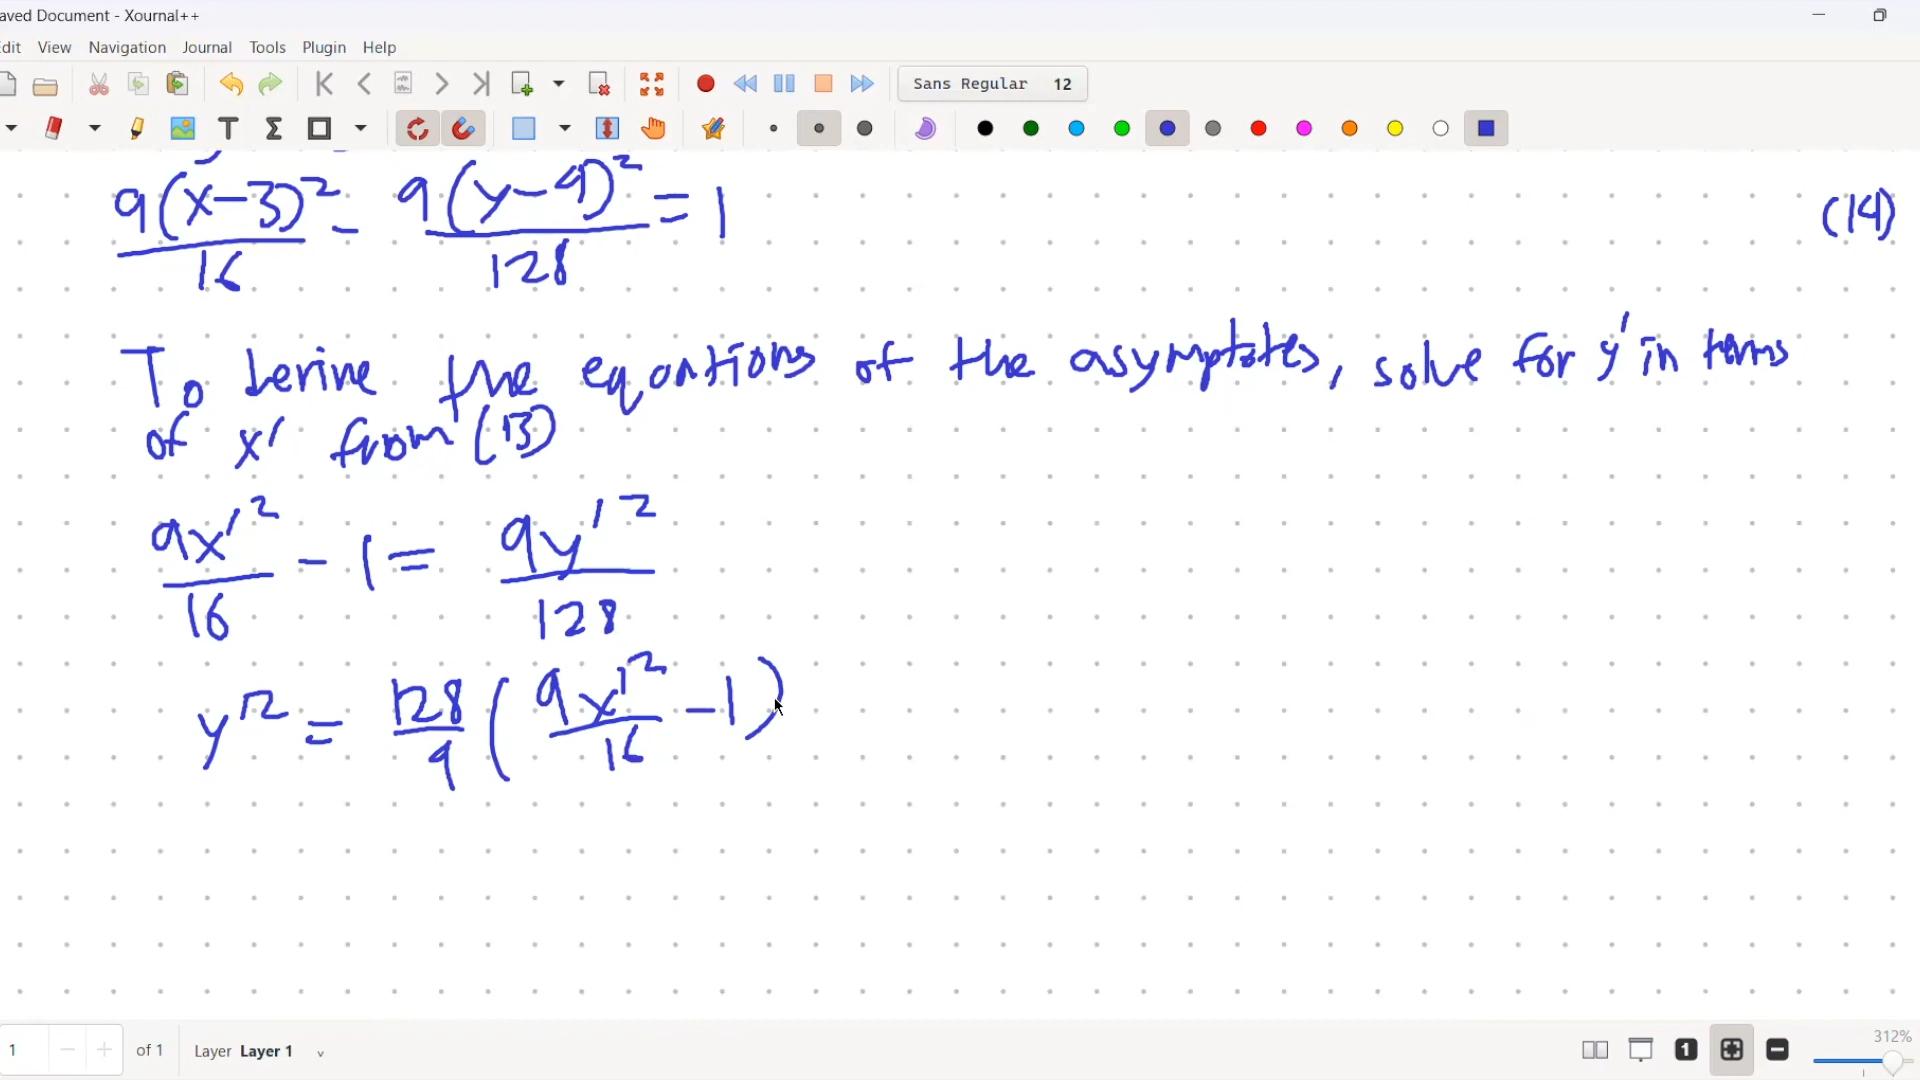 aved Document - Xournal++
dit View Navigation Journal Tools Plugin Help
Sans Regular 12
9(x-3)²/16 - 9(y-4)²/128 = 1 (14)
To derive the equations of the asymptotes, solve for y' in terms
of x' from (13)
9x'²/16 - 1 = 9y'²/128
y'² = 128/9 (9x'²/16 - 1)
1 of 1 Layer Layer 1 312%